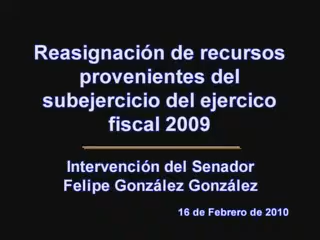 Reasignación de recursos
provenientes del
subejercicio del ejercico
fiscal 2009
Intervención del Senador
Felipe González González
16 de Febrero de 2010